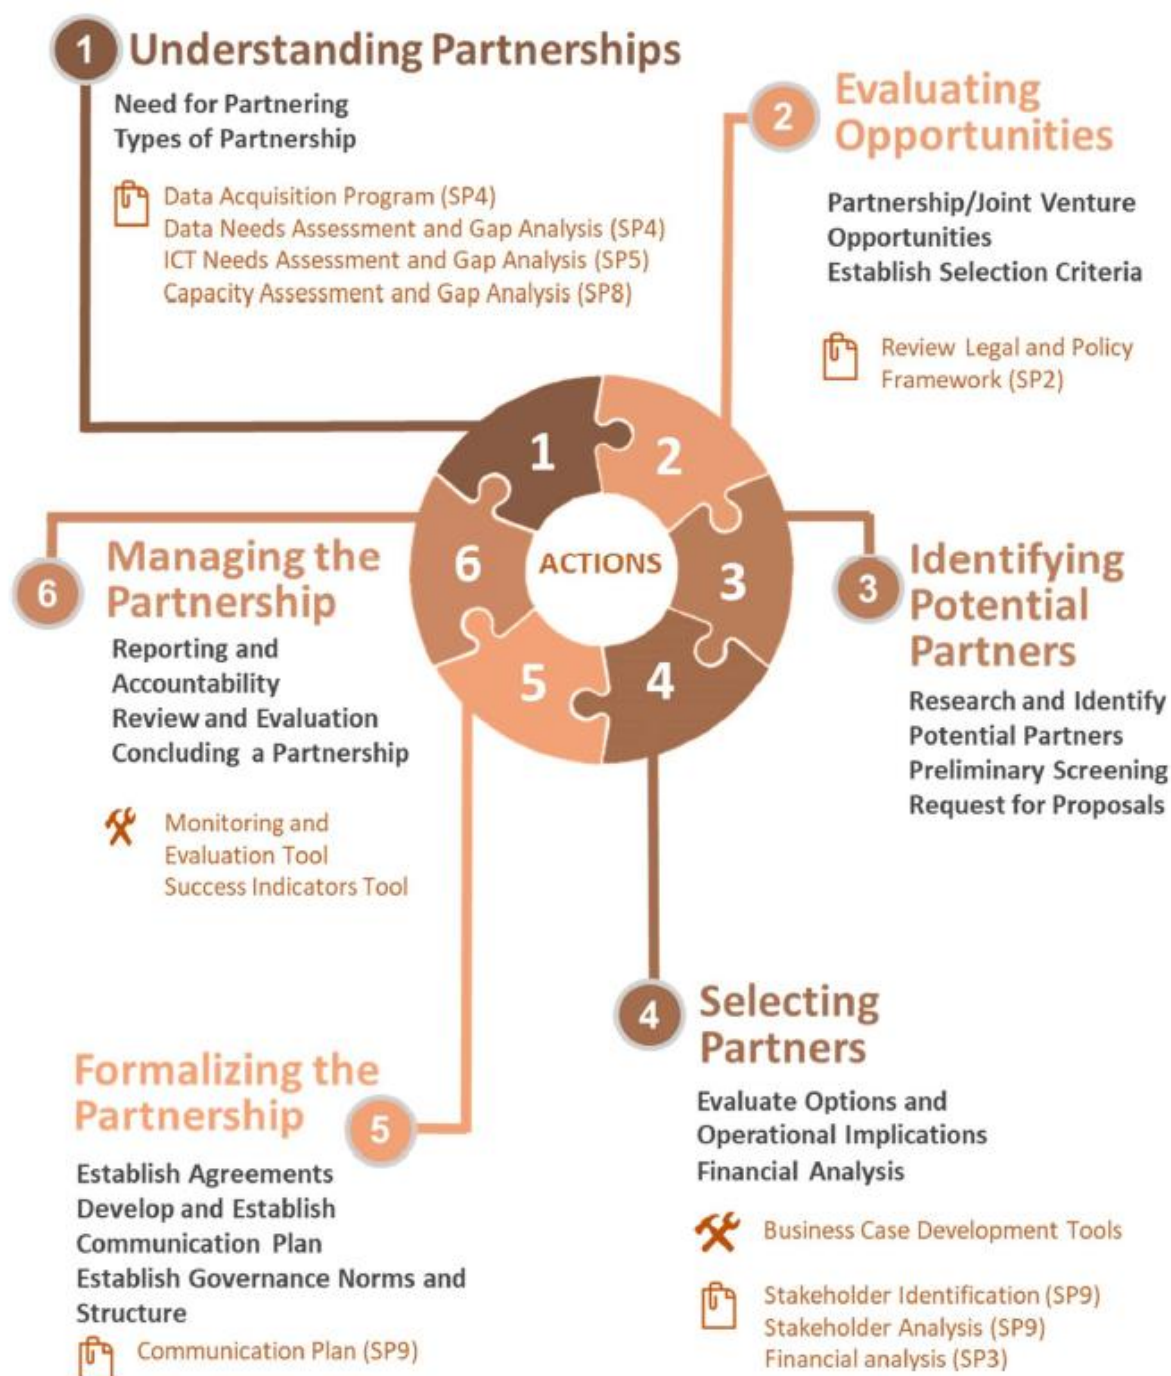 1
Understanding Partnerships
Need for Partnering
Types of Partnership
Data Acquisition Program (SP4)
Data Needs Assessment and Gap Analysis (SP4)
ICT Needs Assessment and Gap Analysis (SP5)
Capacity Assessment and Gap Analysis (SP8)
2
Evaluating
Opportunities
Partnership/Joint Venture
Opportunities
Establish Selection Criteria
Review Legal and Policy
Framework (SP2)
1
2
3
4
5
6
ACTIONS
3
Identifying
Potential
Partners
Research and Identify
Potential Partners
Preliminary Screening
Request for Proposals
4
Selecting
Partners
Evaluate Options and
Operational Implications
Financial Analysis
Business Case Development Tools
Stakeholder Identification (SP9)
Stakeholder Analysis (SP9)
Financial analysis (SP3)
Formalizing the
Partnership
5
Establish Agreements
Develop and Establish
Communication Plan
Establish Governance Norms and
Structure
Communication Plan (SP9)
6
Managing the
Partnership
Reporting and
Accountability
Review and Evaluation
Concluding a Partnership
Monitoring and
Evaluation Tool
Success Indicators Tool